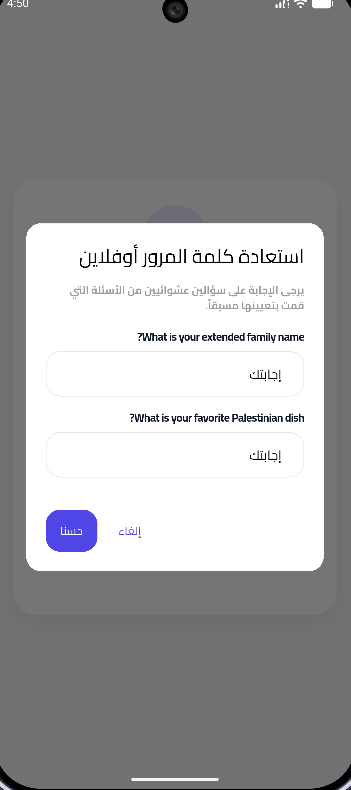 4:50
استعادة كلمة المرور أوفلاين
يرجى الإجابة على سؤالين عشوائيين من الأسئلة التي
قمت بتعيينها مسبقاً.
What is your extended family name?
إجابتك
What is your favorite Palestinian dish?
إجابتك
إلغاء
حسنًا